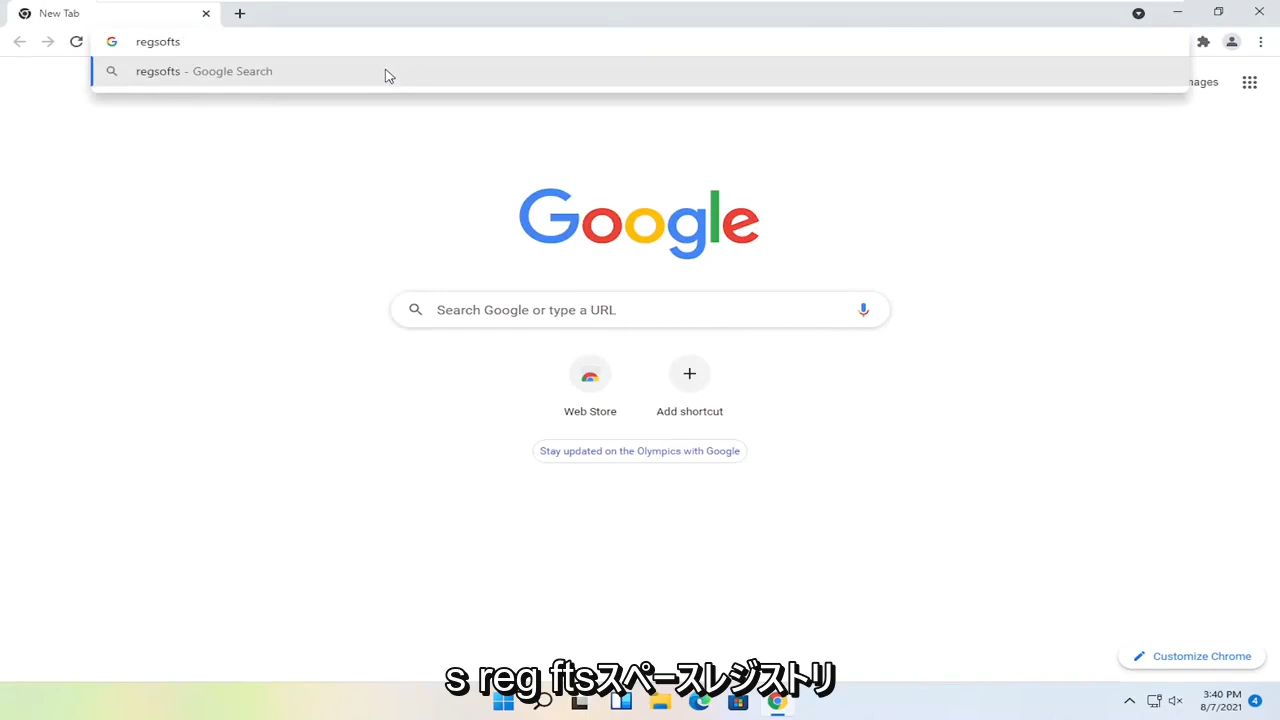 New Tab
regsofts
regsofts - Google Search
ages
Google
Search Google or type a URL
Web Store
Add shortcut
Stay updated on the Olympics with Google
Customize Chrome
s reg ftsスペースレジストリ
3:40 PM
8/7/2021
4